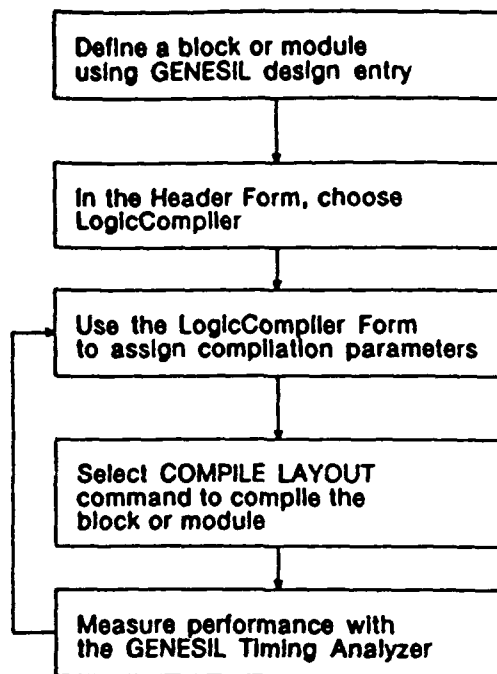 Define a block or module
using GENESIL design entry
In the Header Form, choose
LogicCompiler
Use the LogicCompiler Form
to assign compilation parameters
Select COMPILE LAYOUT
command to compile the
block or module
Measure performance with
the GENESIL Timing Analyzer